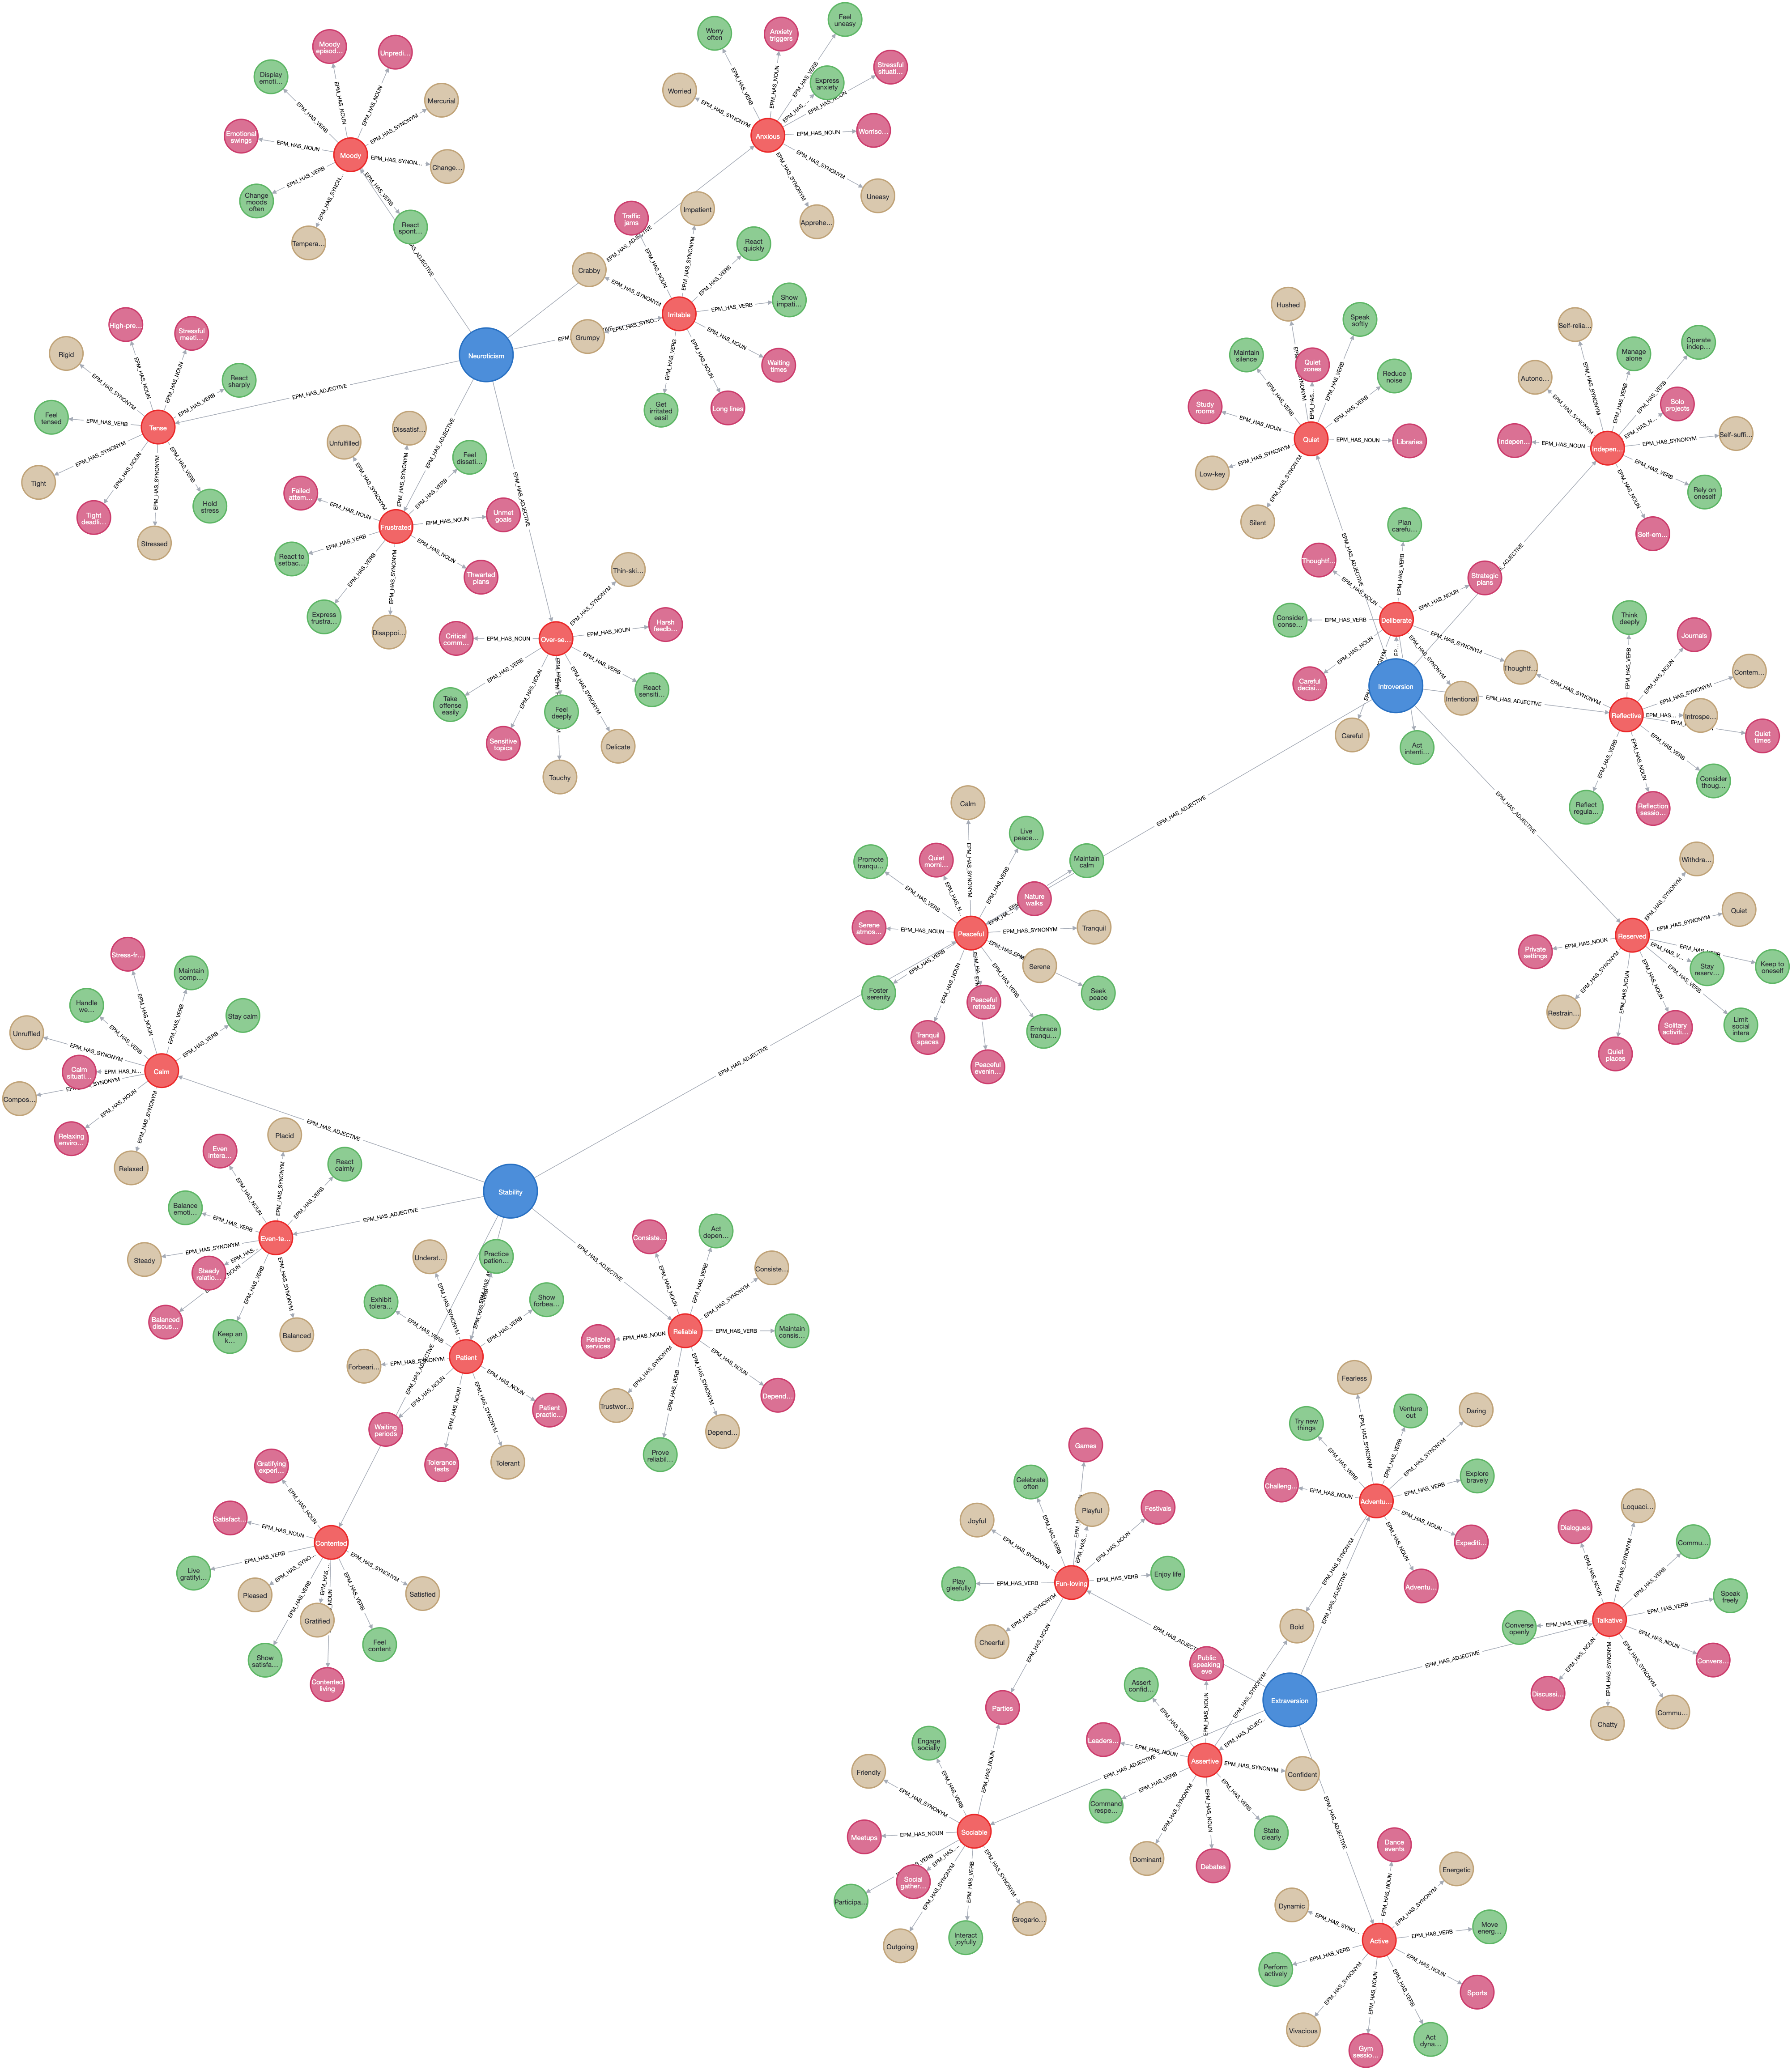 Neuroticism
Moody
Moody
episod...
Unpredi...
Display
emoti...
Mercurial
Emotional
swings
Change...
Change
moods
often
Tempera...
React
spont...
Anxious
Worry
often
Anxiety
triggers
Feel
uneasy
Express
anxiety
Stressful
situati...
Worried
Worriso...
Uneasy
Apprehe...
Irritable
Traffic
jams
Impatient
React
quickly
Crabby
Show
impati...
Grumpy
Waiting
times
Get
irritated
easil
Long lines
Tense
High-pre...
Stressful
meeti...
Rigid
React
sharply
Feel
tensed
Tight
Tight
deadli...
Stressed
Hold
stress
Frustrated
Unfulfilled
Dissatisf...
Feel
dissati...
Failed
attem...
Unmet
goals
React to
setbac...
Thwarted
plans
Express
frustra...
Disappoi...
Over-se...
Thin-ski...
Critical
comm...
Harsh
feedb...
Take
offense
easily
React
sensiti...
Feel
deeply
Sensitive
topics
Delicate
Touchy
Introversion
Quiet
Hushed
Speak
softly
Maintain
silence
Quiet
zones
Reduce
noise
Study
rooms
Libraries
Low-key
Silent
Indepen...
Self-relia...
Operate
indep...
Manage
alone
Autono...
Solo
projects
Indepen...
Self-suffi...
Rely on
oneself
Self-em...
Deliberate
Plan
carefu...
Thoughtf...
Strategic
plans
Consider
conse...
Thoughtf...
Careful
decisi...
Intentional
Careful
Act
intenti...
Reflective
Think
deeply
Journals
Contem...
Introspe...
Quiet
times
Consider
thoug...
Reflect
regula...
Reflection
sessio...
Reserved
Withdra...
Quiet
Private
settings
Stay
reserv...
Keep to
oneself
Restrain...
Limit
social
intera
Solitary
activiti...
Quiet
places
Peaceful
Calm
Live
peace...
Promote
tranqu...
Quiet
morni...
Maintain
calm
Nature
walks
Serene
atmos...
Tranquil
Serene
Foster
serenity
Seek
peace
Peaceful
retreats
Tranquil
spaces
Embrace
tranqu...
Peaceful
evenin...
Stability
Calm
Stress-fr...
Maintain
comp...
Handle
we...
Stay calm
Unruffled
Calm
situati...
Compos...
Relaxing
enviro...
Relaxed
Even-te...
Placid
Even
intera...
React
calmly
Balance
emoti...
Steady
Steady
relatio...
Balanced
discus...
Keep an
k...
Balanced
Patient
Underst...
Practice
patien...
Exhibit
tolera...
Show
forbea...
Forbeari...
Patient
practic...
Waiting
periods
Tolerance
tests
Tolerant
Reliable
Consiste...
Act
depen...
Consiste...
Reliable
services
Maintain
consis...
Trustwor...
Depend...
Prove
reliabil...
Depend...
Contented
Gratifying
experi...
Satisfact...
Live
gratifyi...
Pleased
Satisfied
Gratified
Show
satisfa...
Feel
content
Contented
living
Extraversion
Fun-loving
Games
Celebrate
often
Playful
Festivals
Joyful
Play
gleefully
Enjoy life
Cheerful
Parties
Adventu...
Fearless
Venture
out
Daring
Try new
things
Explore
bravely
Challeng...
Expediti...
Adventu...
Bold
Talkative
Loquaci...
Dialogues
Commu...
Speak
freely
Converse
openly
Convers...
Discussi...
Chatty
Commu...
Assertive
Public
speaking
eve
Assert
confid...
Leaders...
Confident
Command
respe...
State
clearly
Dominant
Debates
Sociable
Engage
socially
Friendly
Meetups
Social
gather...
Participa...
Gregario...
Interact
joyfully
Outgoing
Active
Dance
events
Energetic
Dynamic
Move
energ...
Perform
actively
Sports
Vivacious
Gym
sessio...
Act
dyna...
EPM_HAS_ADJECTIVE
EPM_HAS_NOUN
EPM_HAS_VERB
EPM_HAS_SYNONYM